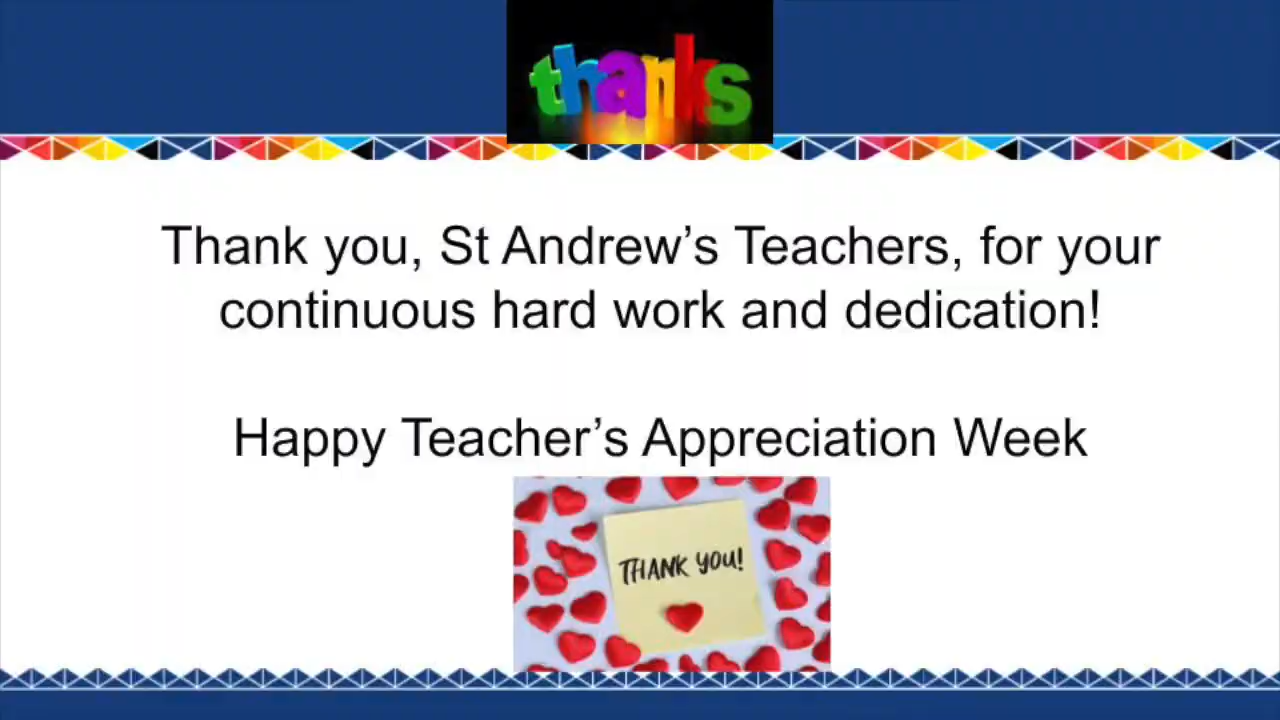 thanks
Thank you, St Andrew’s Teachers, for your
continuous hard work and dedication!
Happy Teacher’s Appreciation Week
THANK YOU!